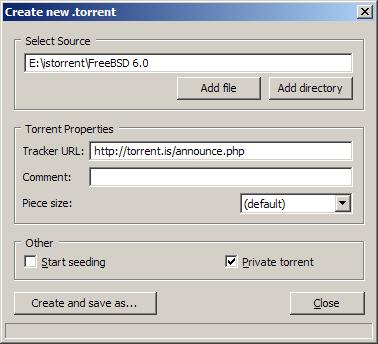 Create new .torrent
Select Source
E:\istorrent\FreeBSD 6.0
Add file Add directory
Torrent Properties
Tracker URL: http://torrent.is/announce.php
Comment:
Piece size: (default)
Other
Start seeding Private torrent
Create and save as... Close